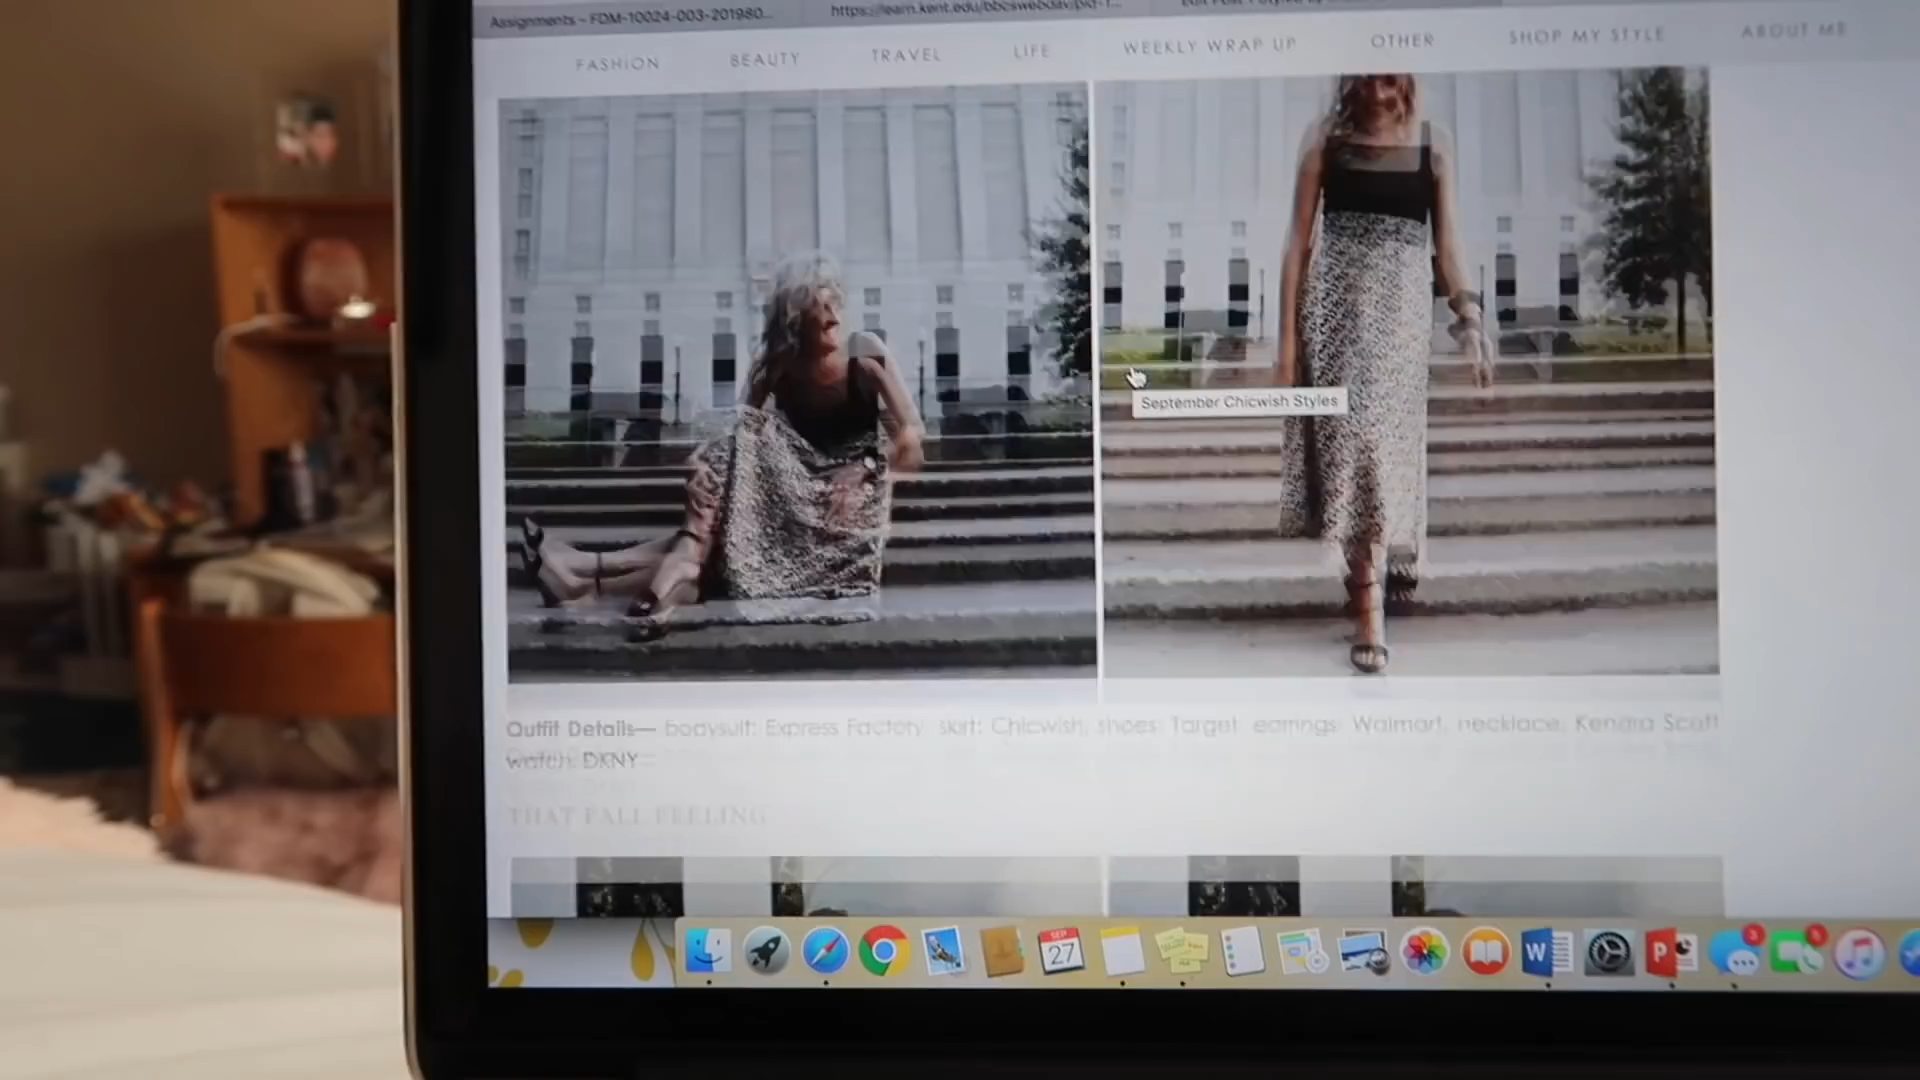 Assignments – FDM-10024-003-201980...
https://learn.kent.edu/bbcswebdav/pid-1...
FASHION BEAUTY TRAVEL LIFE WEEKLY WRAP UP OTHER SHOP MY STYLE ABOUT ME
September Chicwish Styles
Outfit Details— bodysuit: Express Factory, skirt: Chicwish, shoes: Target, earrings: Walmart, necklace: Kendra Scott
watch: DKNY
THAT FALL FEELING
SEP
27
W
P
3